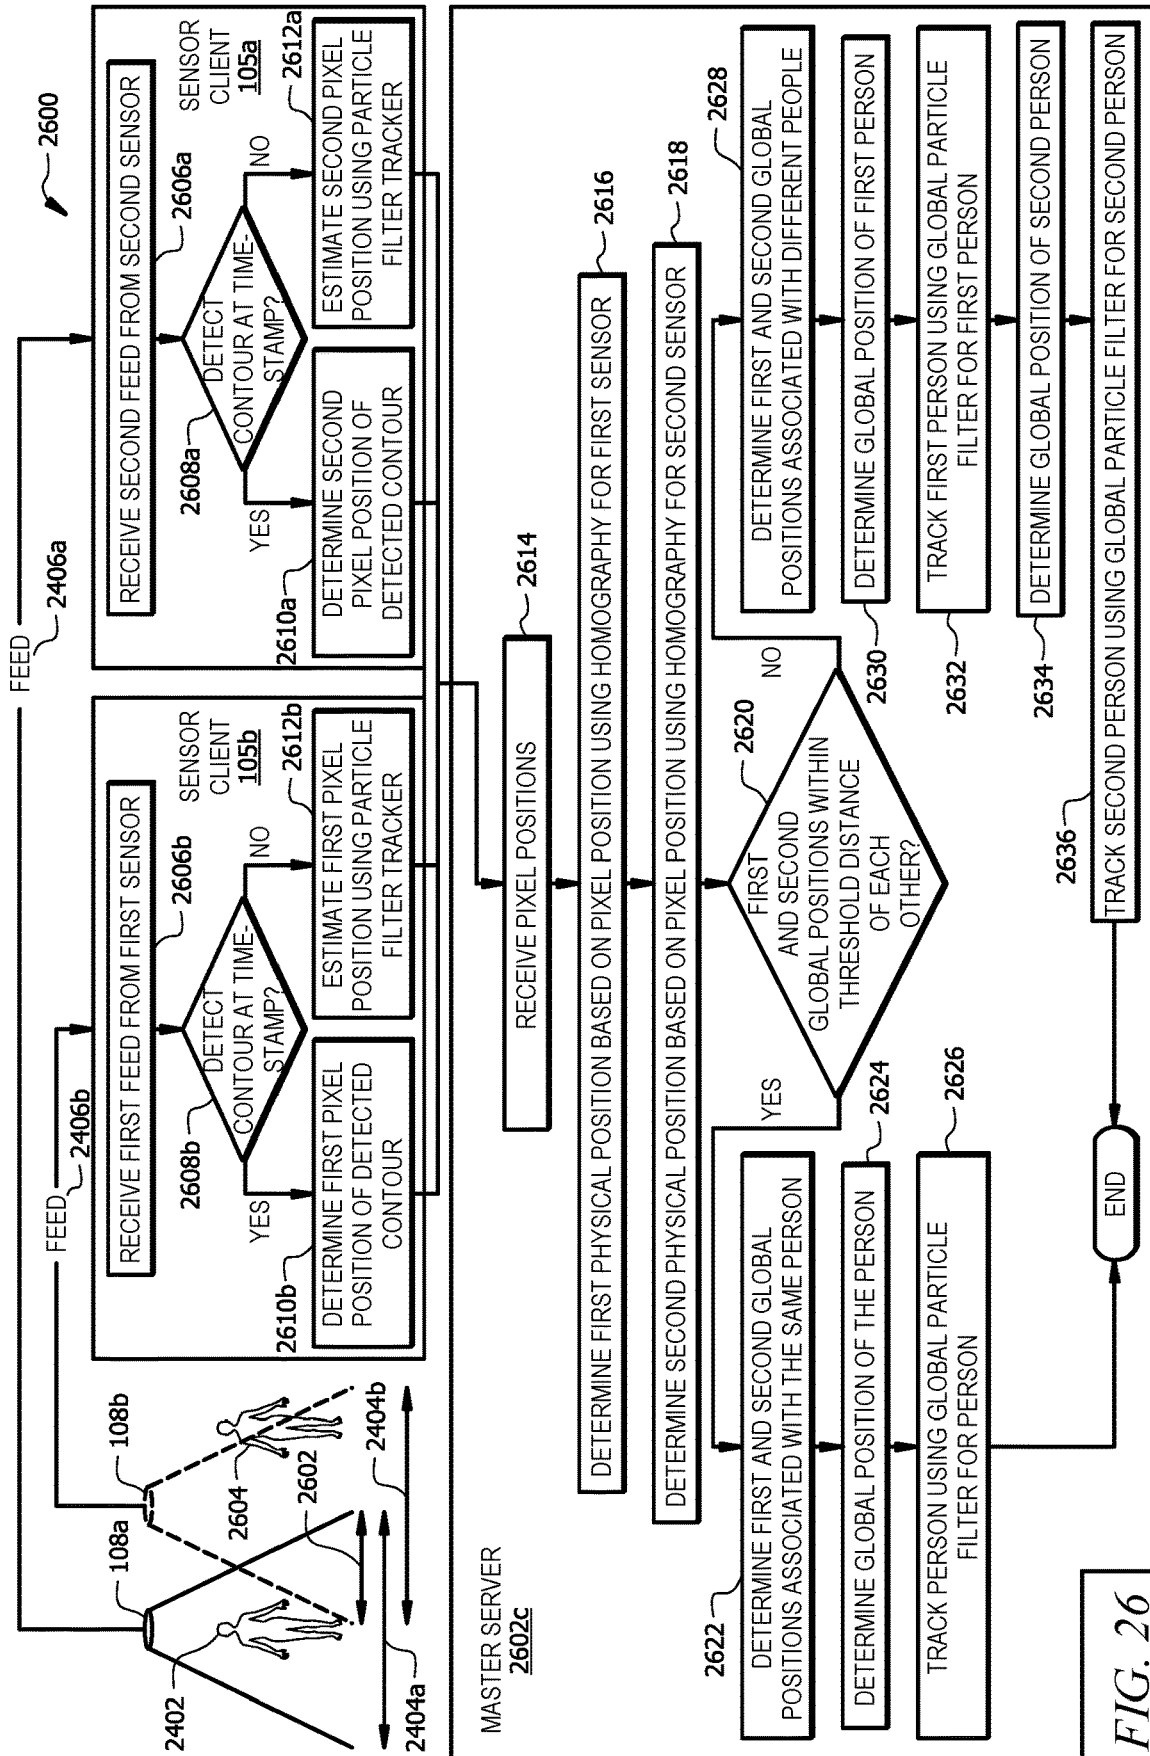 2600
FEED
2406a
FEED
2406b
108a
108b
2402
2604
2602
2404a
2404b
RECEIVE FIRST FEED FROM FIRST SENSOR
2606b
SENSOR
CLIENT
105b
2608b
DETECT
CONTOUR AT TIME-
STAMP?
YES
NO
2610b
DETERMINE FIRST PIXEL
POSITION OF DETECTED
CONTOUR
2612b
ESTIMATE FIRST PIXEL
POSITION USING PARTICLE
FILTER TRACKER
RECEIVE SECOND FEED FROM SECOND SENSOR
2606a
SENSOR
CLIENT
105a
2608a
DETECT
CONTOUR AT TIME-
STAMP?
YES
NO
2610a
DETERMINE SECOND
PIXEL POSITION OF
DETECTED CONTOUR
2612a
ESTIMATE SECOND PIXEL
POSITION USING PARTICLE
FILTER TRACKER
MASTER SERVER
2602c
RECEIVE PIXEL POSITIONS
2614
DETERMINE FIRST PHYSICAL POSITION BASED ON PIXEL POSITION USING HOMOGRAPHY FOR FIRST SENSOR
2616
DETERMINE SECOND PHYSICAL POSITION BASED ON PIXEL POSITION USING HOMOGRAPHY FOR SECOND SENSOR
2618
FIRST
AND SECOND
GLOBAL POSITIONS WITHIN
THRESHOLD DISTANCE
OF EACH
OTHER?
2620
YES
NO
2622
DETERMINE FIRST AND SECOND GLOBAL
POSITIONS ASSOCIATED WITH THE SAME PERSON
DETERMINE GLOBAL POSITION OF THE PERSON
2624
TRACK PERSON USING GLOBAL PARTICLE
FILTER FOR PERSON
2626
DETERMINE FIRST AND SECOND GLOBAL
POSITIONS ASSOCIATED WITH DIFFERENT PEOPLE
2628
DETERMINE GLOBAL POSITION OF FIRST PERSON
2630
TRACK FIRST PERSON USING GLOBAL PARTICLE
FILTER FOR FIRST PERSON
2632
DETERMINE GLOBAL POSITION OF SECOND PERSON
2634
2636
TRACK SECOND PERSON USING GLOBAL PARTICLE FILTER FOR SECOND PERSON
END
FIG. 26